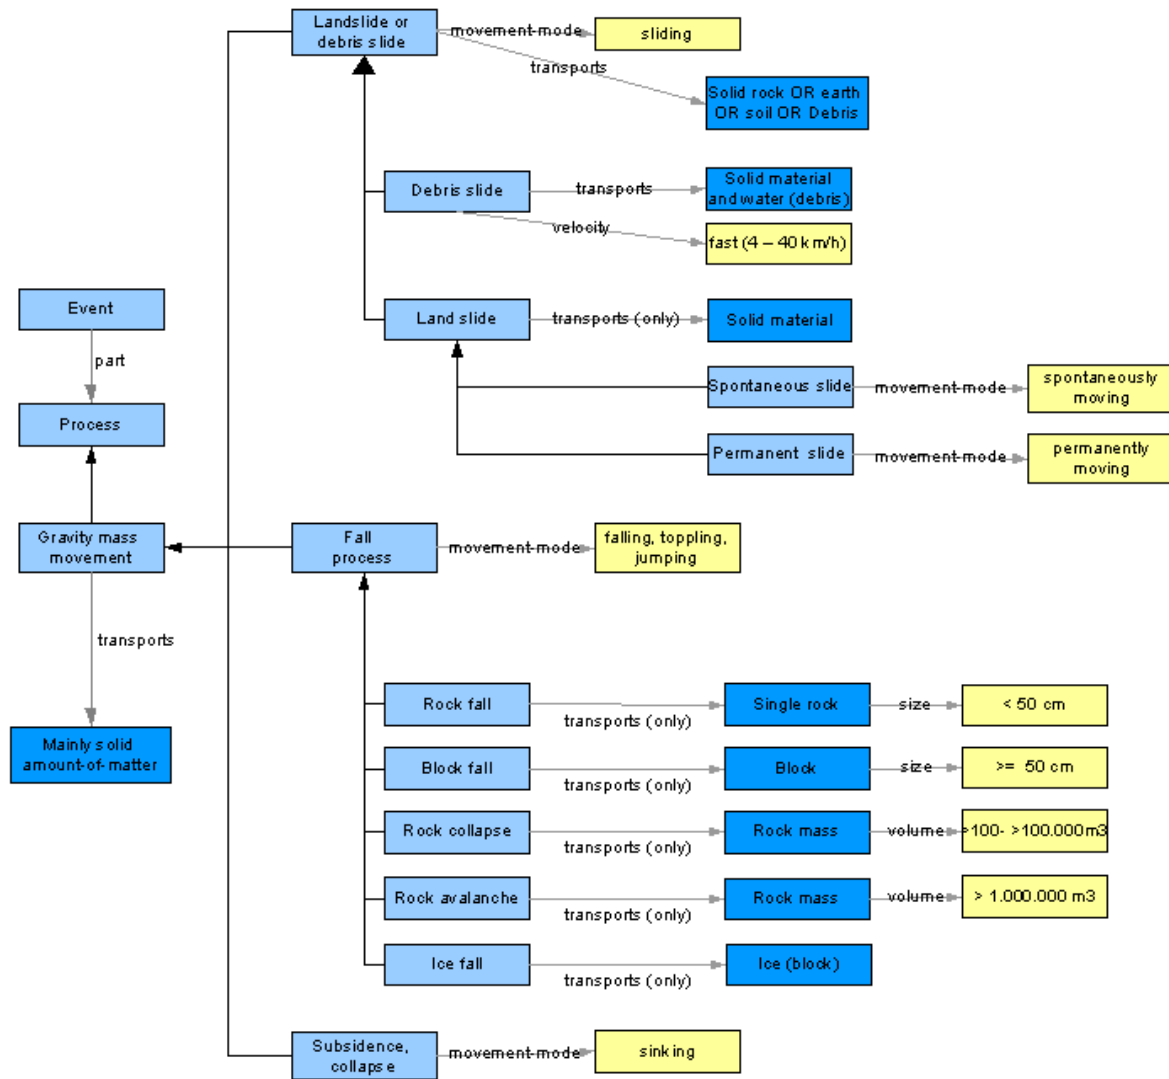 Landslide or
debris slide
movement-mode
sliding
transports
Solid rock OR earth
OR soil OR Debris
Debris slide
transports
Solid material
and water (debris)
velocity
fast (4 – 40 km/h)
Event
Land slide
transports (only)
Solid material
part
Spontaneous slide
movement-mode
spontaneously
moving
Process
Permanent slide
movement-mode
permanently
moving
Gravity mass
movement
Fall
process
movement-mode
falling, toppling,
jumping
transports
Rock fall
transports (only)
Single rock
size
< 50 cm
Mainly solid
amount-of-matter
Block fall
transports (only)
Block
size
>= 50 cm
Rock collapse
transports (only)
Rock mass
volume
>100- >100.000m3
Rock avalanche
transports (only)
Rock mass
volume
> 1.000.000 m3
Ice fall
transports (only)
Ice (block)
Subsidence,
collapse
movement-mode
sinking